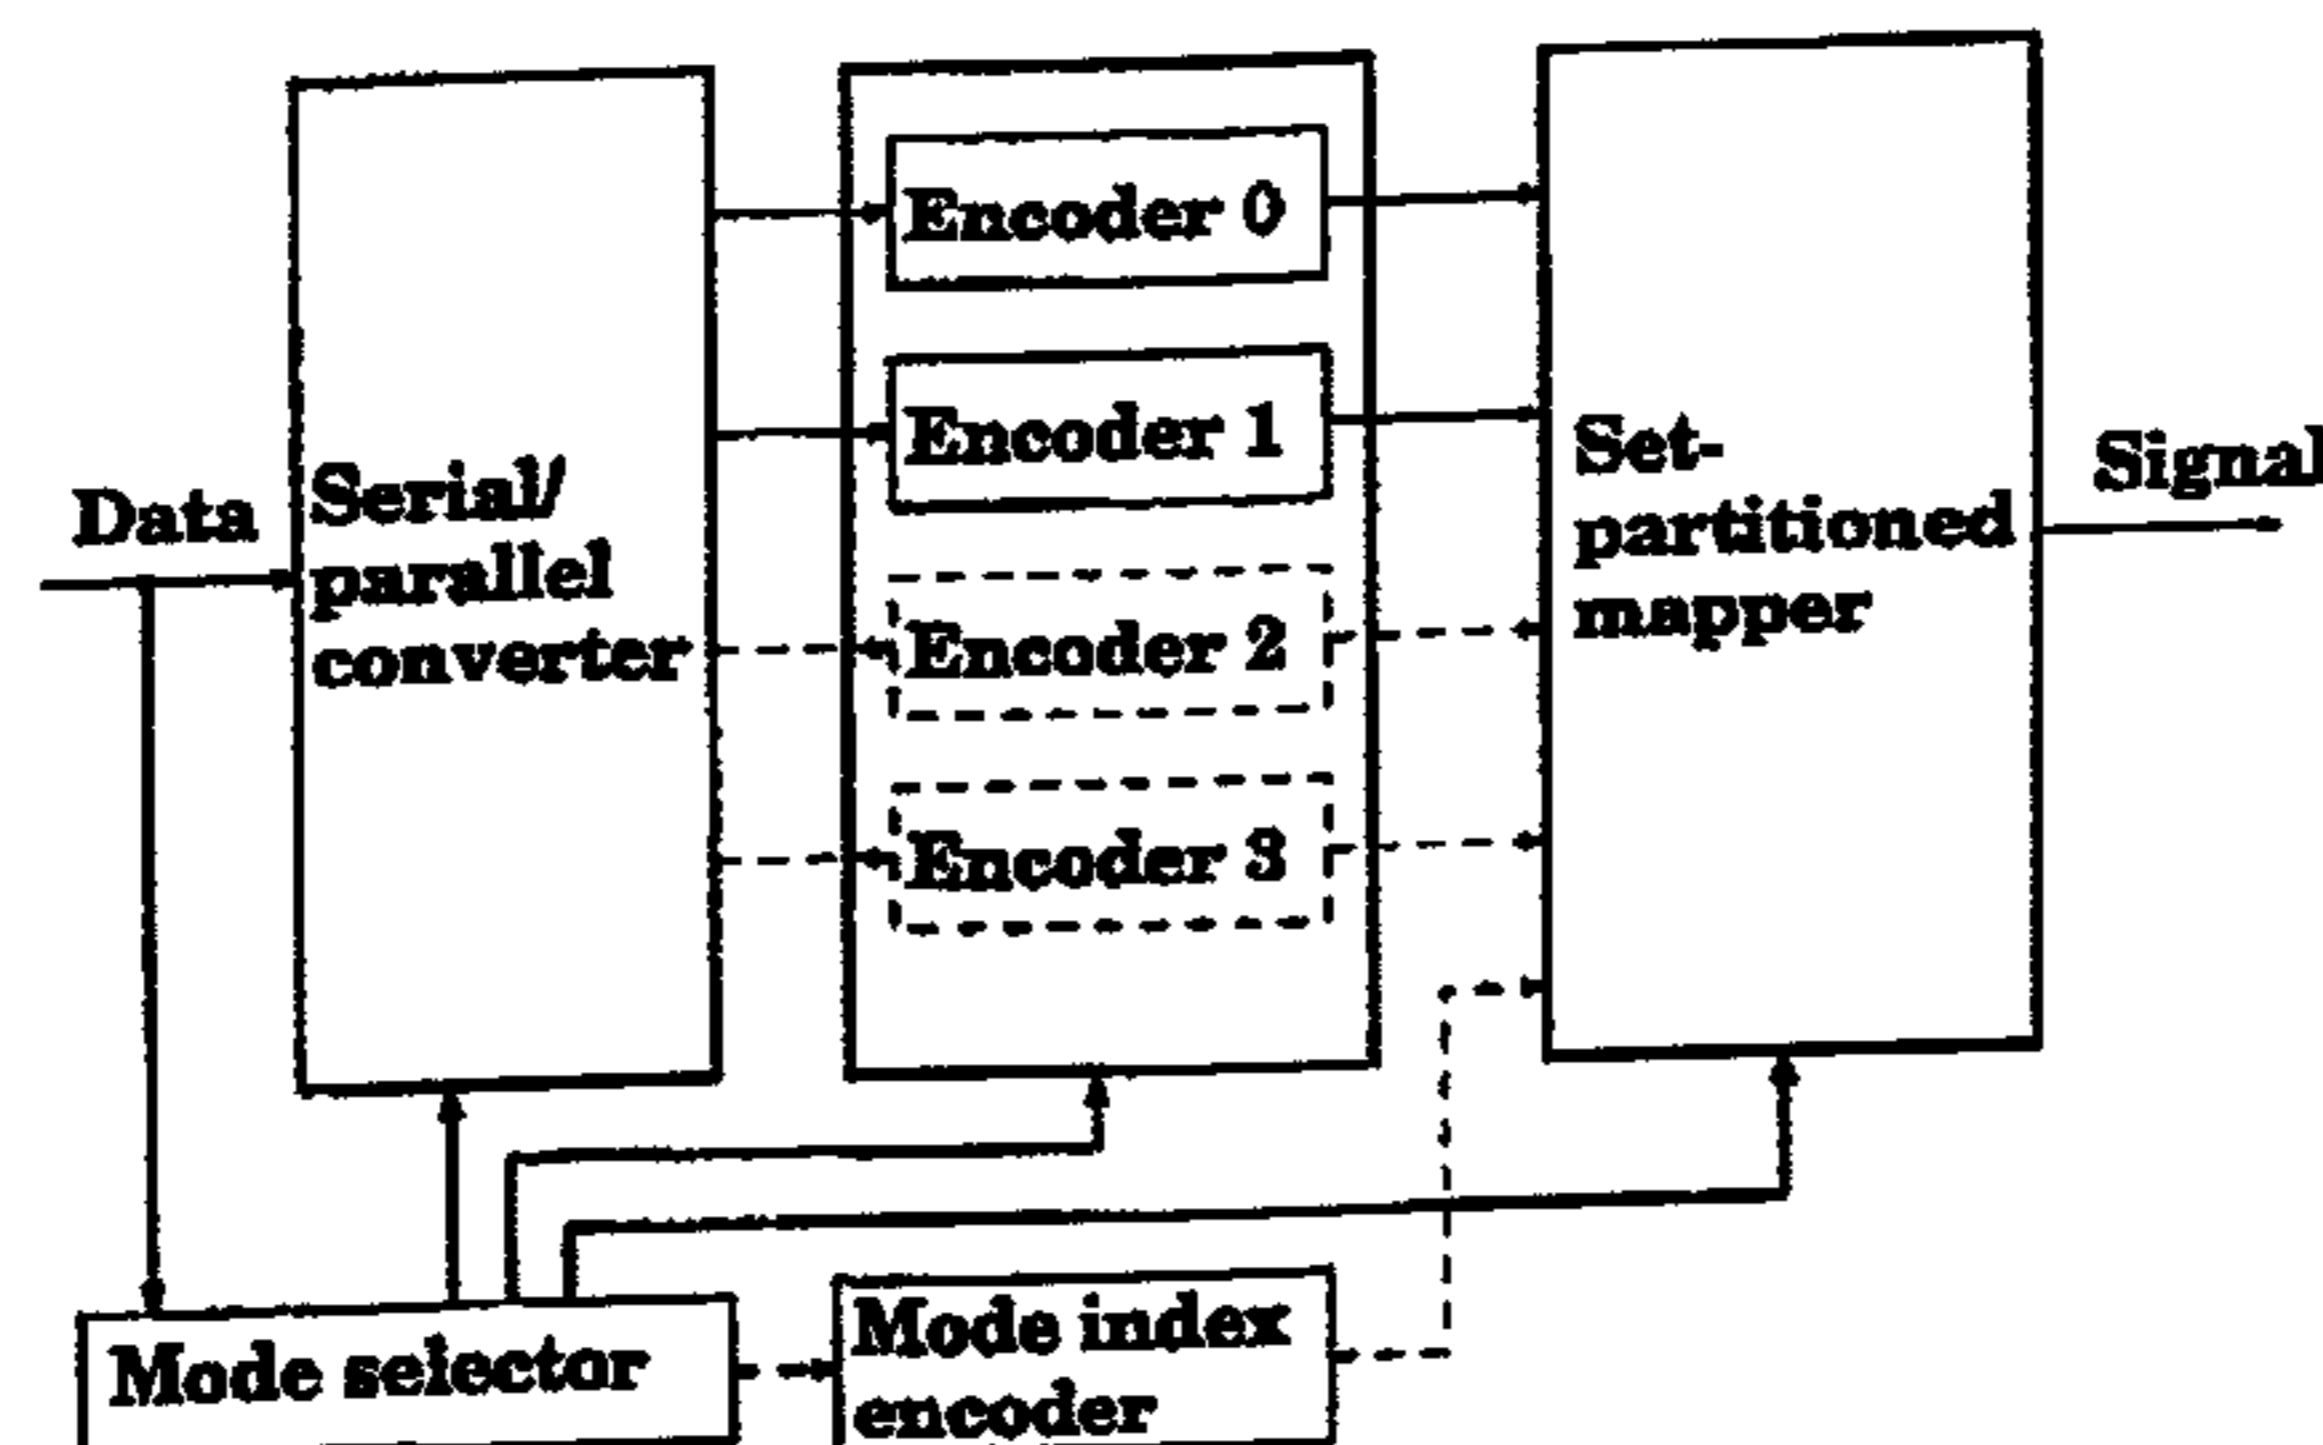 Data
Serial/
parallel
converter
Encoder 0
Encoder 1
Encoder 2
Encoder 3
Set-
partitioned
mapper
Signal
Mode selector
Mode index
encoder